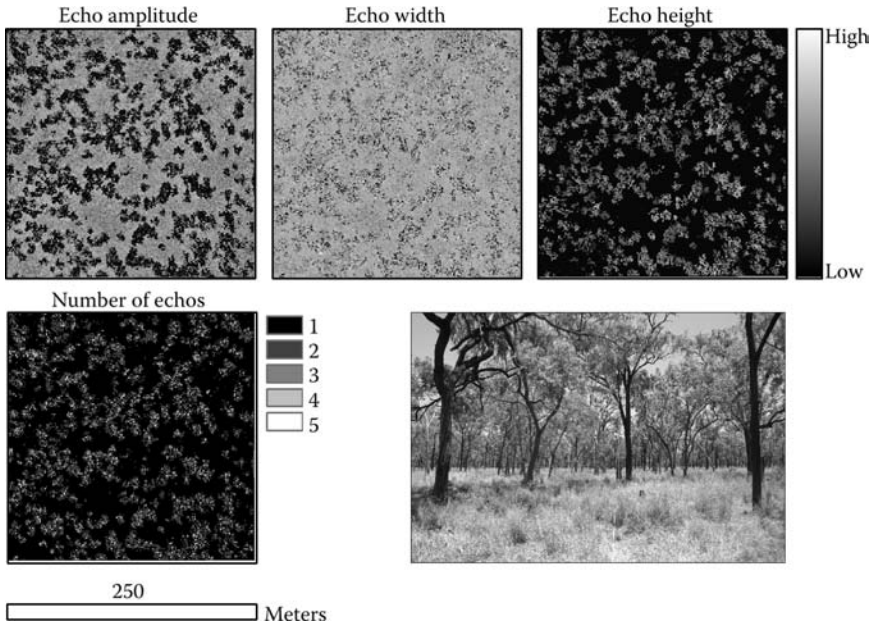 Echo amplitude
Echo width
Echo height
High
Low
Number of echos
1
2
3
4
5
250
Meters